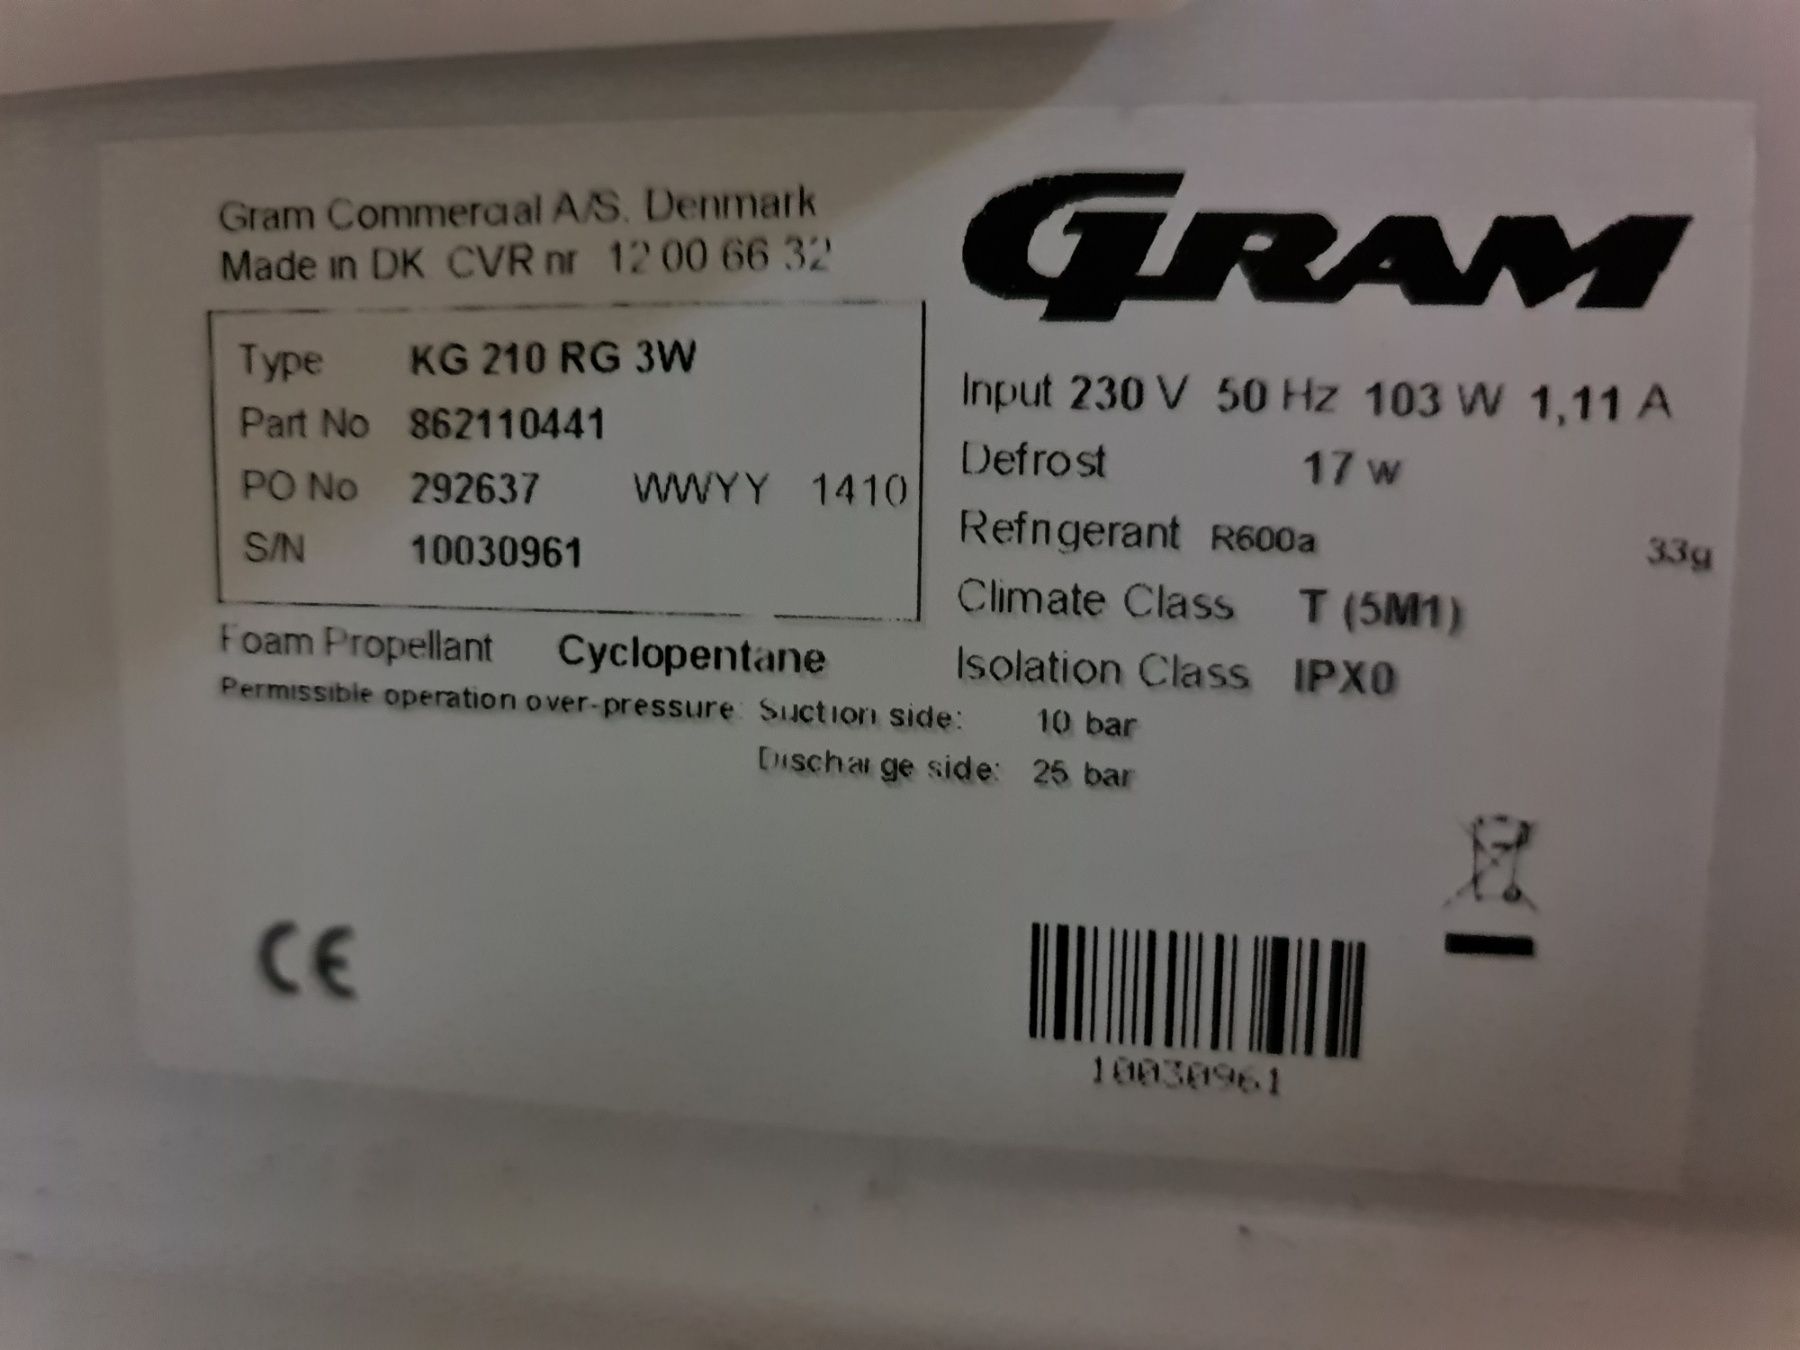 Gram Commercial A/S. Denmark
Made in DK CVR nr 12 00 66 32
GRAM
Type KG 210 RG 3W
Part No 862110441
PO No 292637 WWYY 1410
S/N 10030961
Input 230 V 50 Hz 103 W 1,11 A
Defrost 17 w
Refrigerant R600a 33g
Climate Class T (5M1)
Isolation Class IPX0
Foam Propellant Cyclopentane
Permissible operation over-pressure: Suction side: 10 bar
Discharge side: 25 bar
CE
10030961